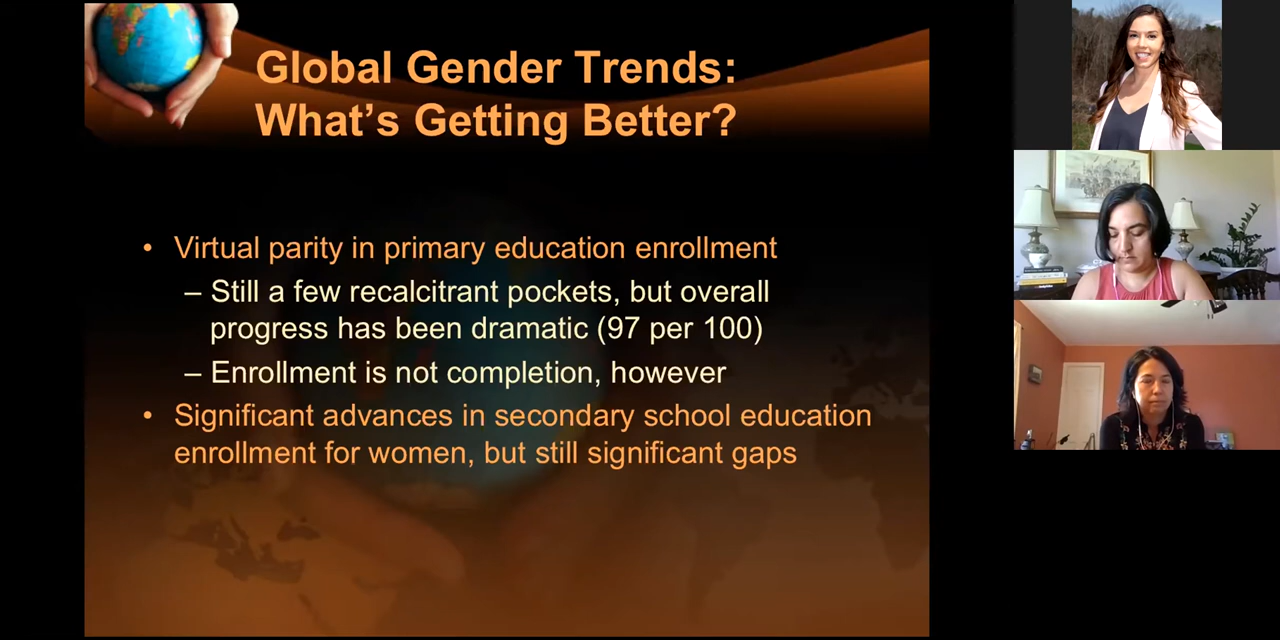 Global Gender Trends:
What's Getting Better?
• Virtual parity in primary education enrollment
– Still a few recalcitrant pockets, but overall
progress has been dramatic (97 per 100)
– Enrollment is not completion, however
• Significant advances in secondary school education
enrollment for women, but still significant gaps